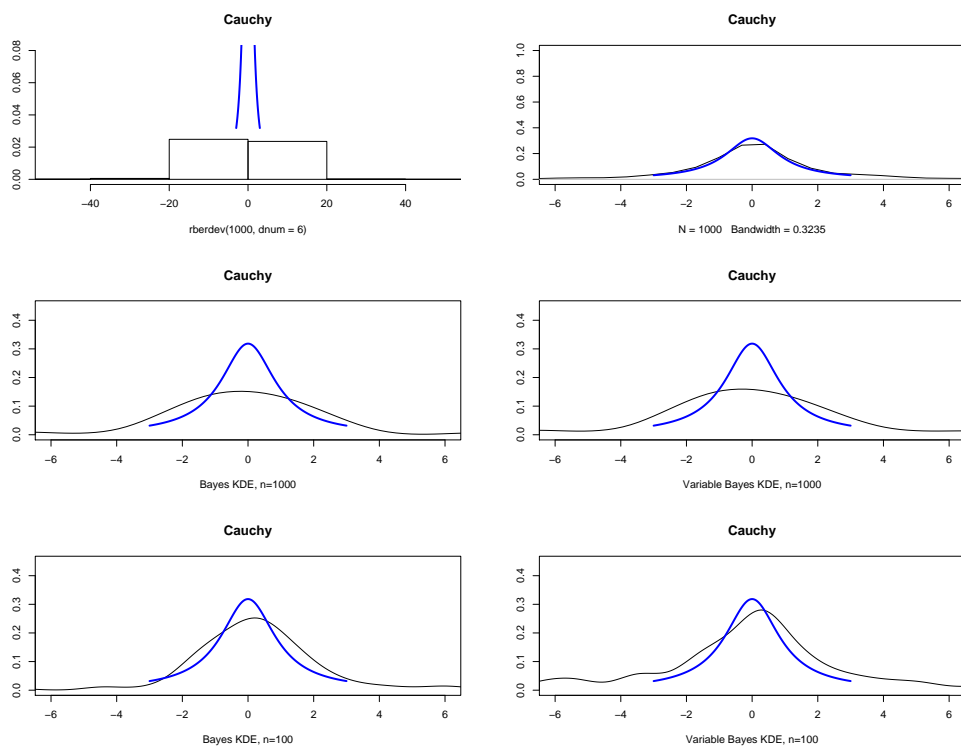 Cauchy
0.00 0.02 0.04 0.06 0.08
−40 −20 0 20 40
rberdev(1000, dnum = 6)
Cauchy
0.0 0.2 0.4 0.6 0.8 1.0
−6 −4 −2 0 2 4 6
N = 1000 Bandwidth = 0.3235
Cauchy
0.0 0.1 0.2 0.3 0.4
−6 −4 −2 0 2 4 6
Bayes KDE, n=1000
Cauchy
0.0 0.1 0.2 0.3 0.4
−6 −4 −2 0 2 4 6
Variable Bayes KDE, n=1000
Cauchy
0.0 0.1 0.2 0.3 0.4
−6 −4 −2 0 2 4 6
Bayes KDE, n=100
Cauchy
0.0 0.1 0.2 0.3 0.4
−6 −4 −2 0 2 4 6
Variable Bayes KDE, n=100